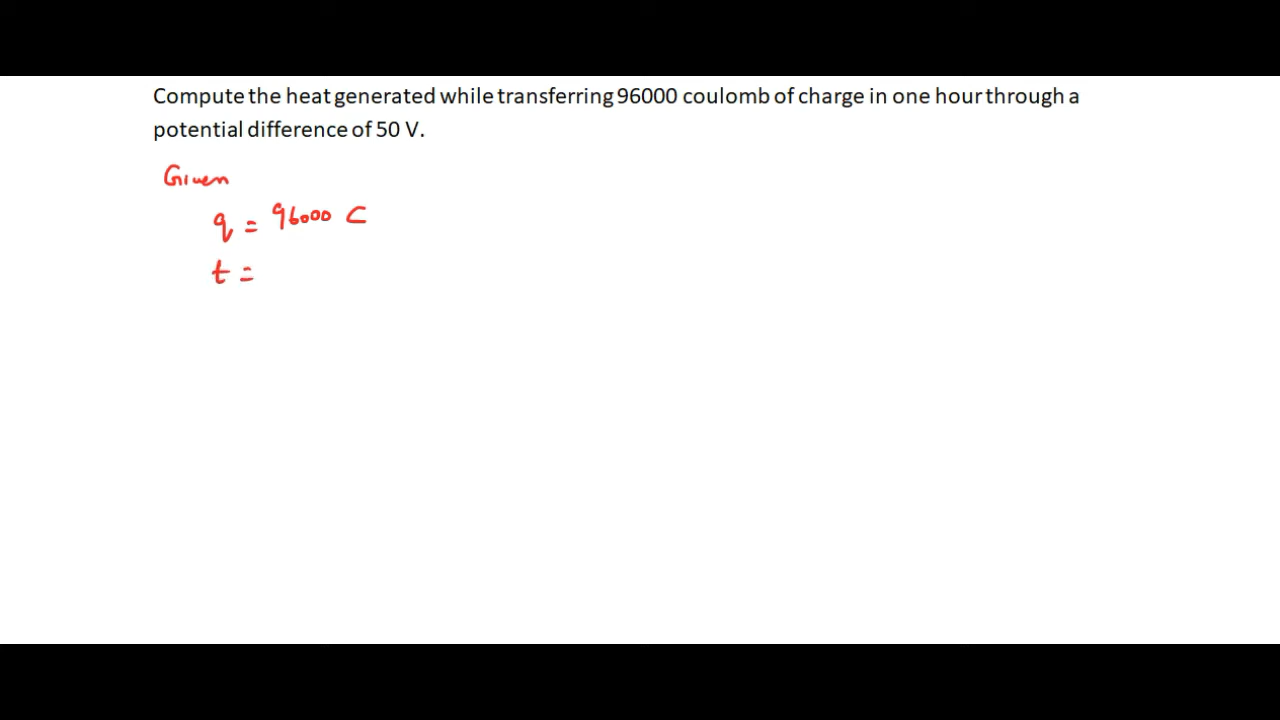 Compute the heat generated while transferring 96000 coulomb of charge in one hour through a
potential difference of 50 V.
Given
q = 96000 C
t =